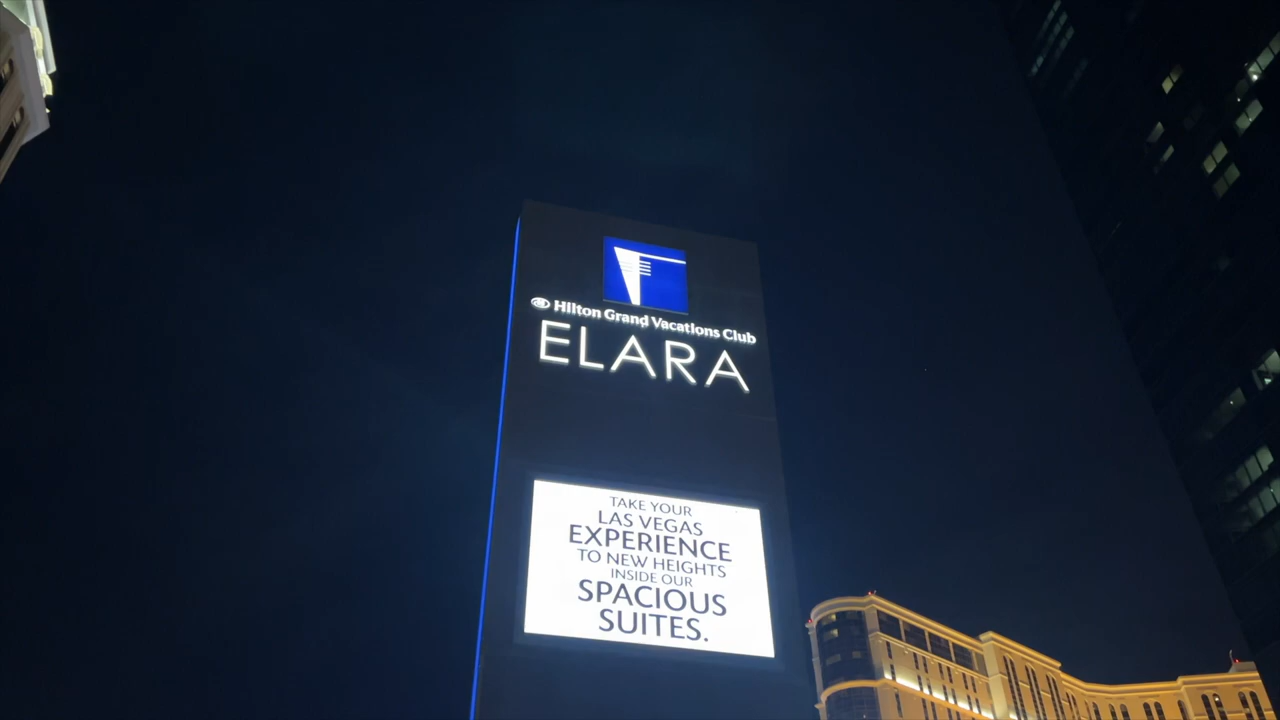 Hilton Grand Vacations Club
ELARA
TAKE YOUR
LAS VEGAS
EXPERIENCE
TO NEW HEIGHTS
INSIDE OUR
SPACIOUS
SUITES.